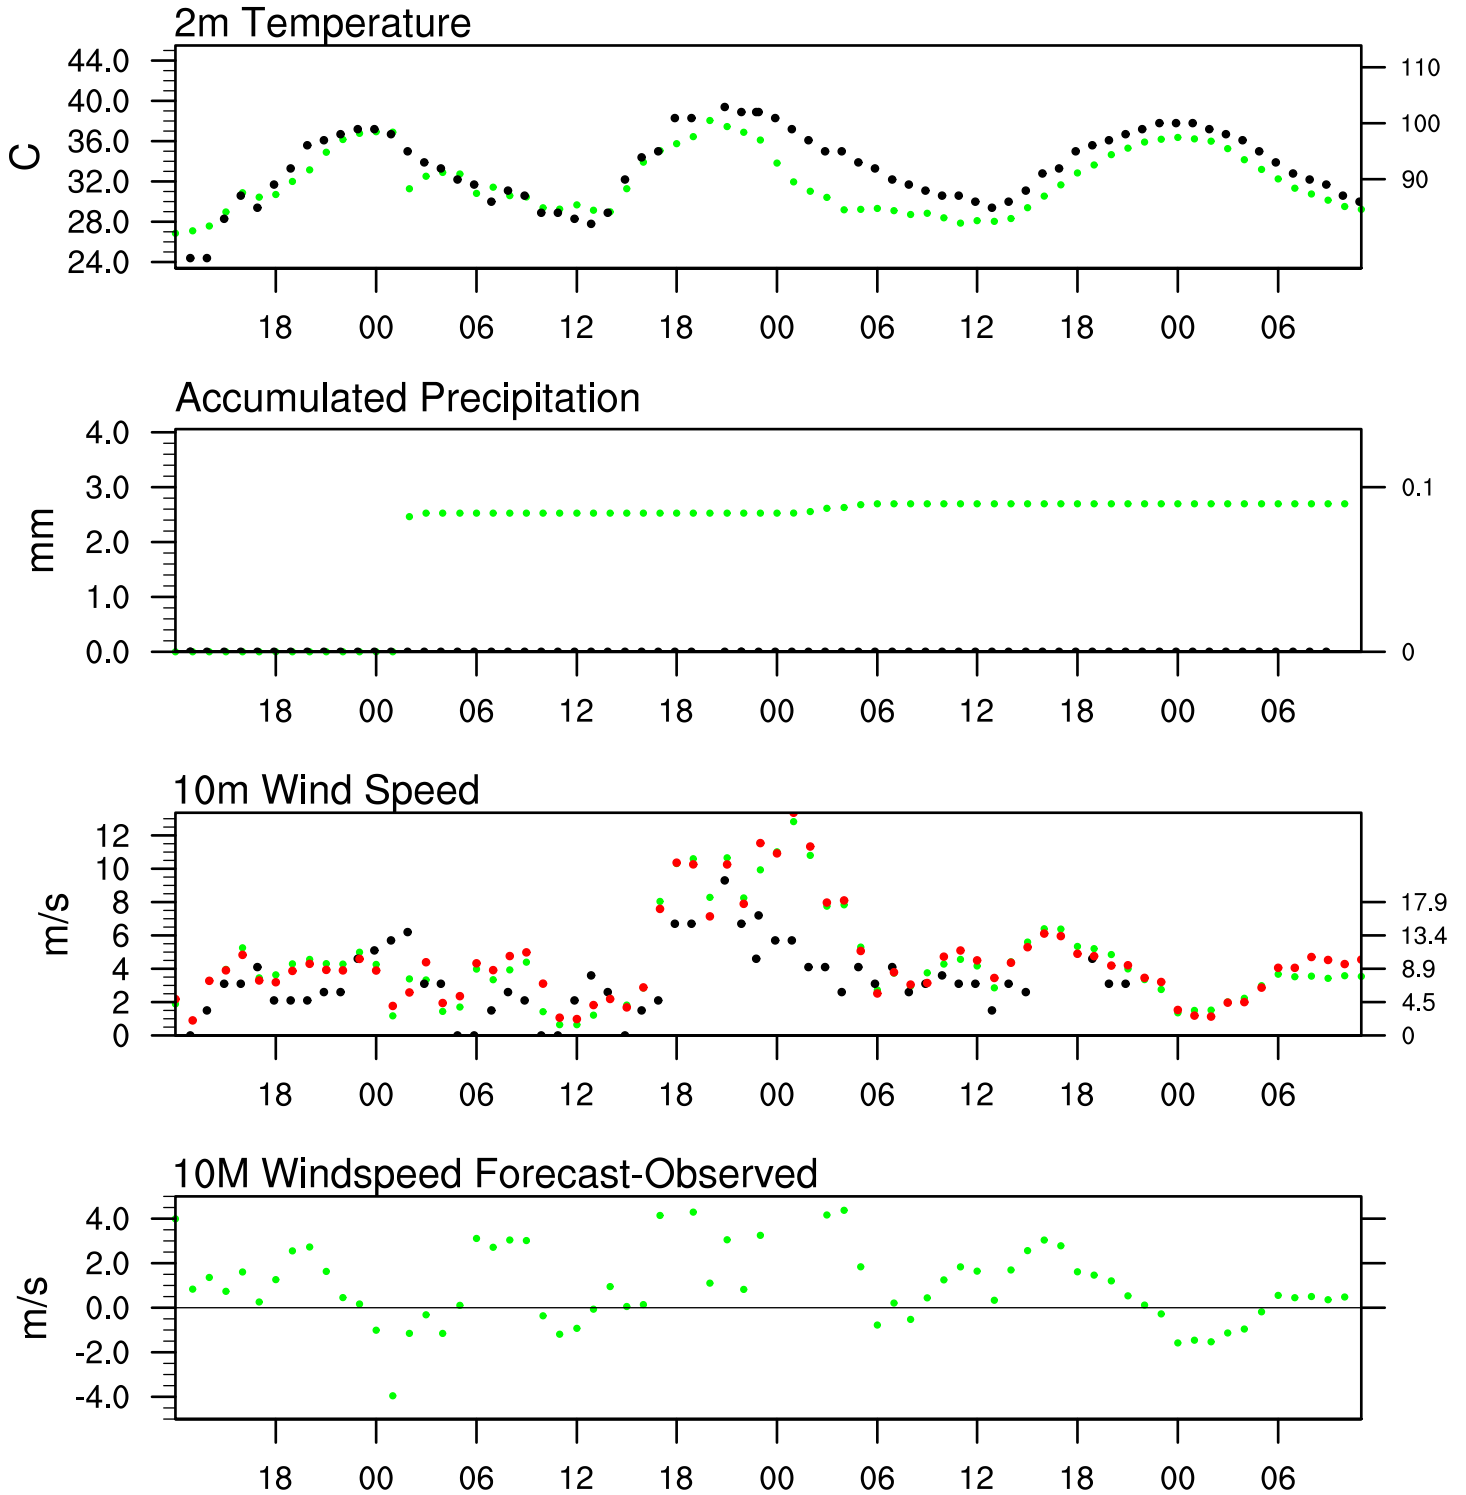 2m Temperature
44.0
40.0
36.0
32.0
28.0
24.0
C
110
100
90
18 00 06 12 18 00 06 12 18 00 06
Accumulated Precipitation
4.0
3.0
2.0
1.0
0.0
mm
0.1
0
18 00 06 12 18 00 06 12 18 00 06
10m Wind Speed
12
10
8
6
4
2
0
m/s
17.9
13.4
8.9
4.5
0
18 00 06 12 18 00 06 12 18 00 06
10M Windspeed Forecast-Observed
4.0
2.0
0.0
-2.0
-4.0
m/s
18 00 06 12 18 00 06 12 18 00 06